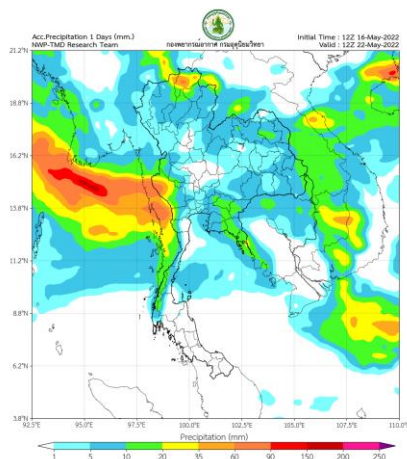 Acc.Precipitation 1 Days (mm.)
NWP-TMD Research Team
กองพยากรณ์อากาศ กรมอุตุนิยมวิทยา
Initial Time : 12Z 16-May-2022
Valid : 12Z 22-May-2022
21.2°N
18.8°N
16.2°N
13.8°N
11.2°N
8.8°N
6.2°N
3.8°N
92.5°E 95.0°E 97.5°E 100.0°E 102.5°E 105.0°E 107.5°E 110.0°E
Precipitation (mm)
1 5 10 20 35 60 90 150 200 250